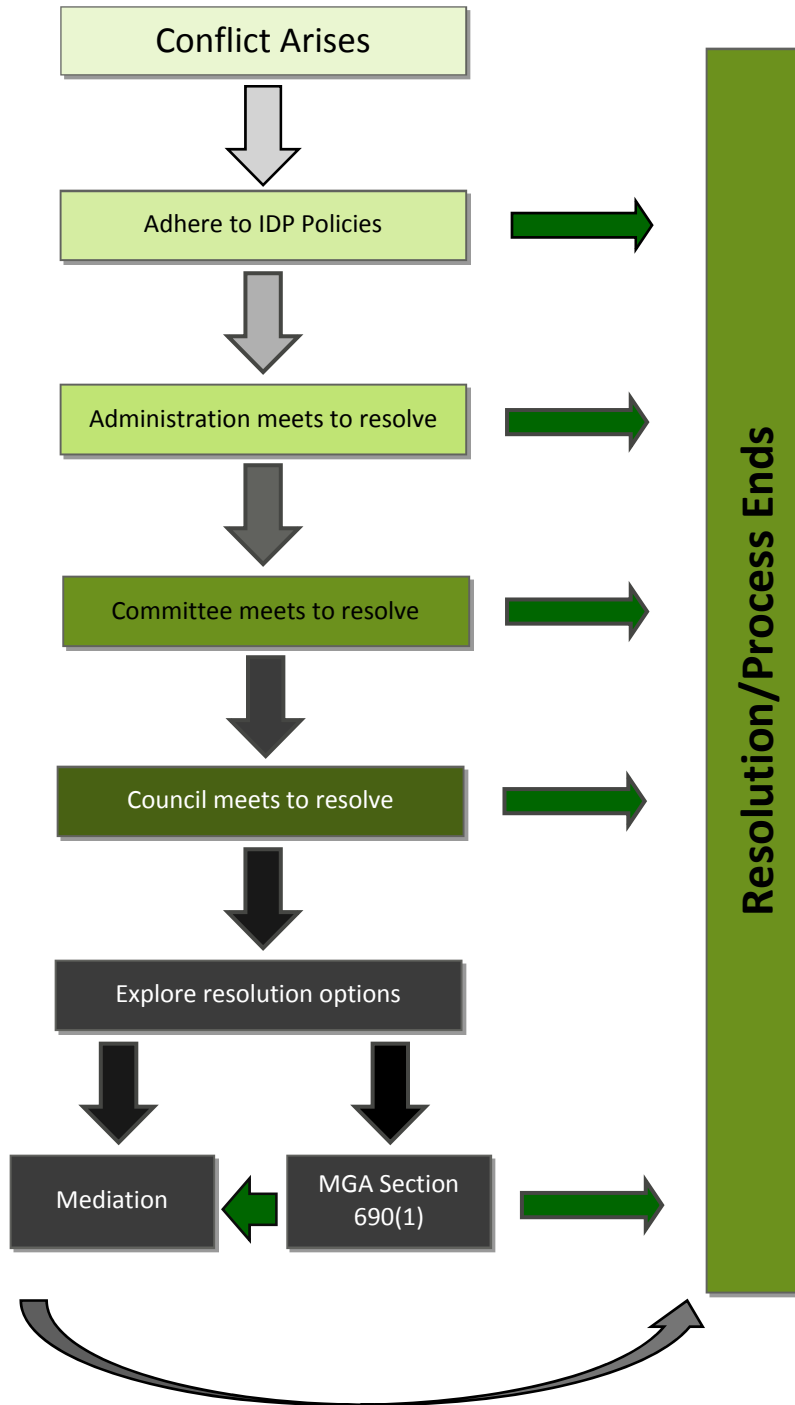 Conflict Arises
Adhere to IDP Policies
Administration meets to resolve
Committee meets to resolve
Council meets to resolve
Explore resolution options
Mediation
MGA Section
690(1)
Resolution/Process Ends